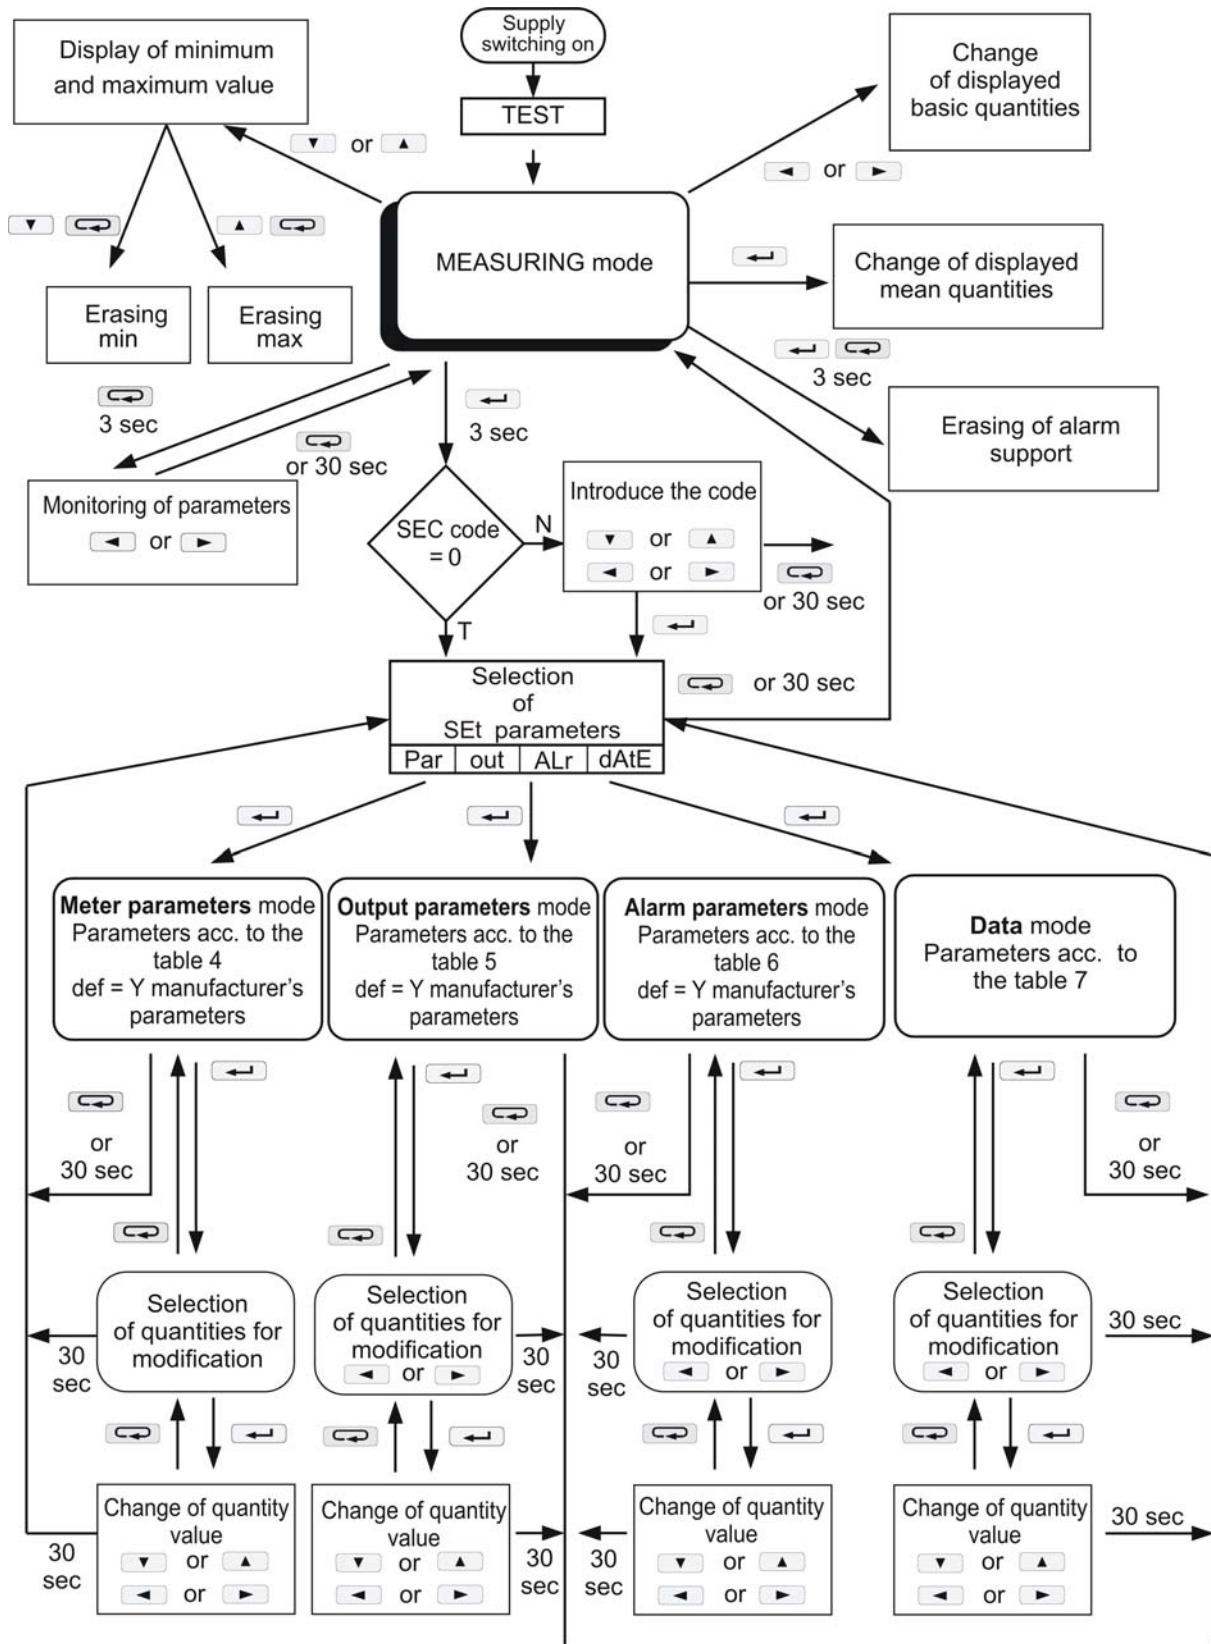 Supply
switching on
TEST
Display of minimum
and maximum value
Change
of displayed
basic quantities
or
or
MEASURING mode
Change of displayed
mean quantities
Erasing
min
Erasing
max
3 sec
3 sec
3 sec
or 30 sec
Erasing of alarm
support
Monitoring of parameters
or
SEC code
= 0
N
T
Introduce the code
or
or
or 30 sec
Selection
of
SEt parameters
Par out ALr dAtE
or 30 sec
Meter parameters mode
Parameters acc. to the
table 4
def = Y manufacturer's
parameters
Output parameters mode
Parameters acc. to the
table 5
def = Y manufacturer's
parameters
Alarm parameters mode
Parameters acc. to the
table 6
def = Y manufacturer's
parameters
Data mode
Parameters acc. to
the table 7
or
30 sec
or
30 sec
or
30 sec
or
30 sec
Selection
of quantities for
modification
30
sec
Selection
of quantities for
modification
or
30
sec
Selection
of quantities for
modification
or
30
sec
Selection
of quantities for
modification
or
30 sec
Change of quantity
value
or
or
30
sec
Change of quantity
value
or
or
30
sec
Change of quantity
value
or
or
30
sec
Change of quantity
value
or
or
30 sec